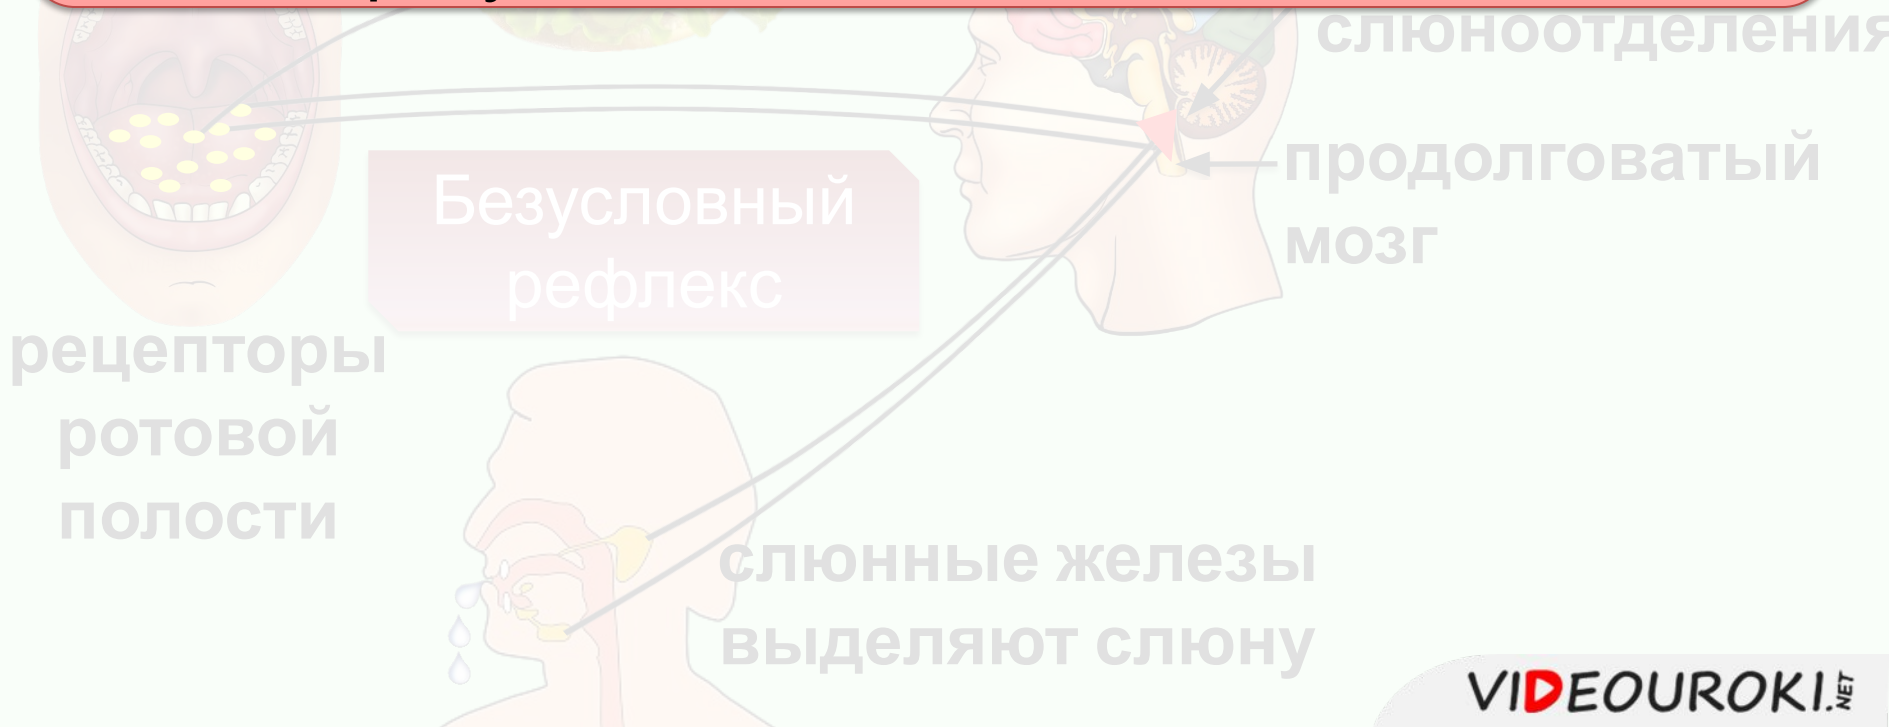 слюноотделения
продолговатый
мозг
Безусловный
рефлекс
рецепторы
ротовой
полости
слюнные железы
выделяют слюну
VIDEOUROKI.NET